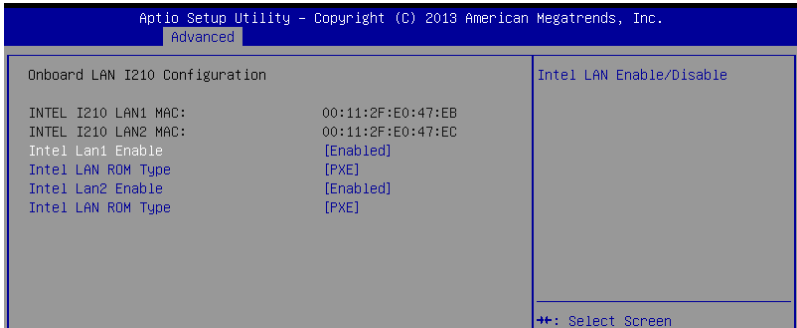 Aptio Setup Utility – Copyright (C) 2013 American Megatrends, Inc.
Advanced
Onboard LAN I210 Configuration
INTEL I210 LAN1 MAC: 00:11:2F:E0:47:EB
INTEL I210 LAN2 MAC: 00:11:2F:E0:47:EC
Intel Lan1 Enable [Enabled]
Intel LAN ROM Type [PXE]
Intel Lan2 Enable [Enabled]
Intel LAN ROM Type [PXE]
Intel LAN Enable/Disable
→←: Select Screen